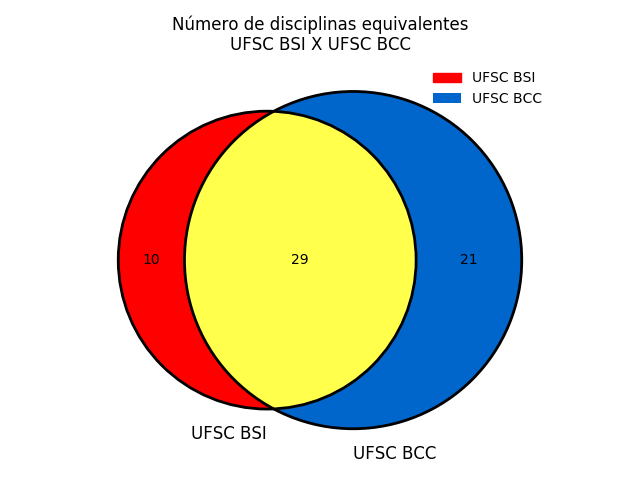 Número de disciplinas equivalentes
UFSC BSI X UFSC BCC
UFSC BSI
UFSC BCC
10
29
21
UFSC BSI
UFSC BCC